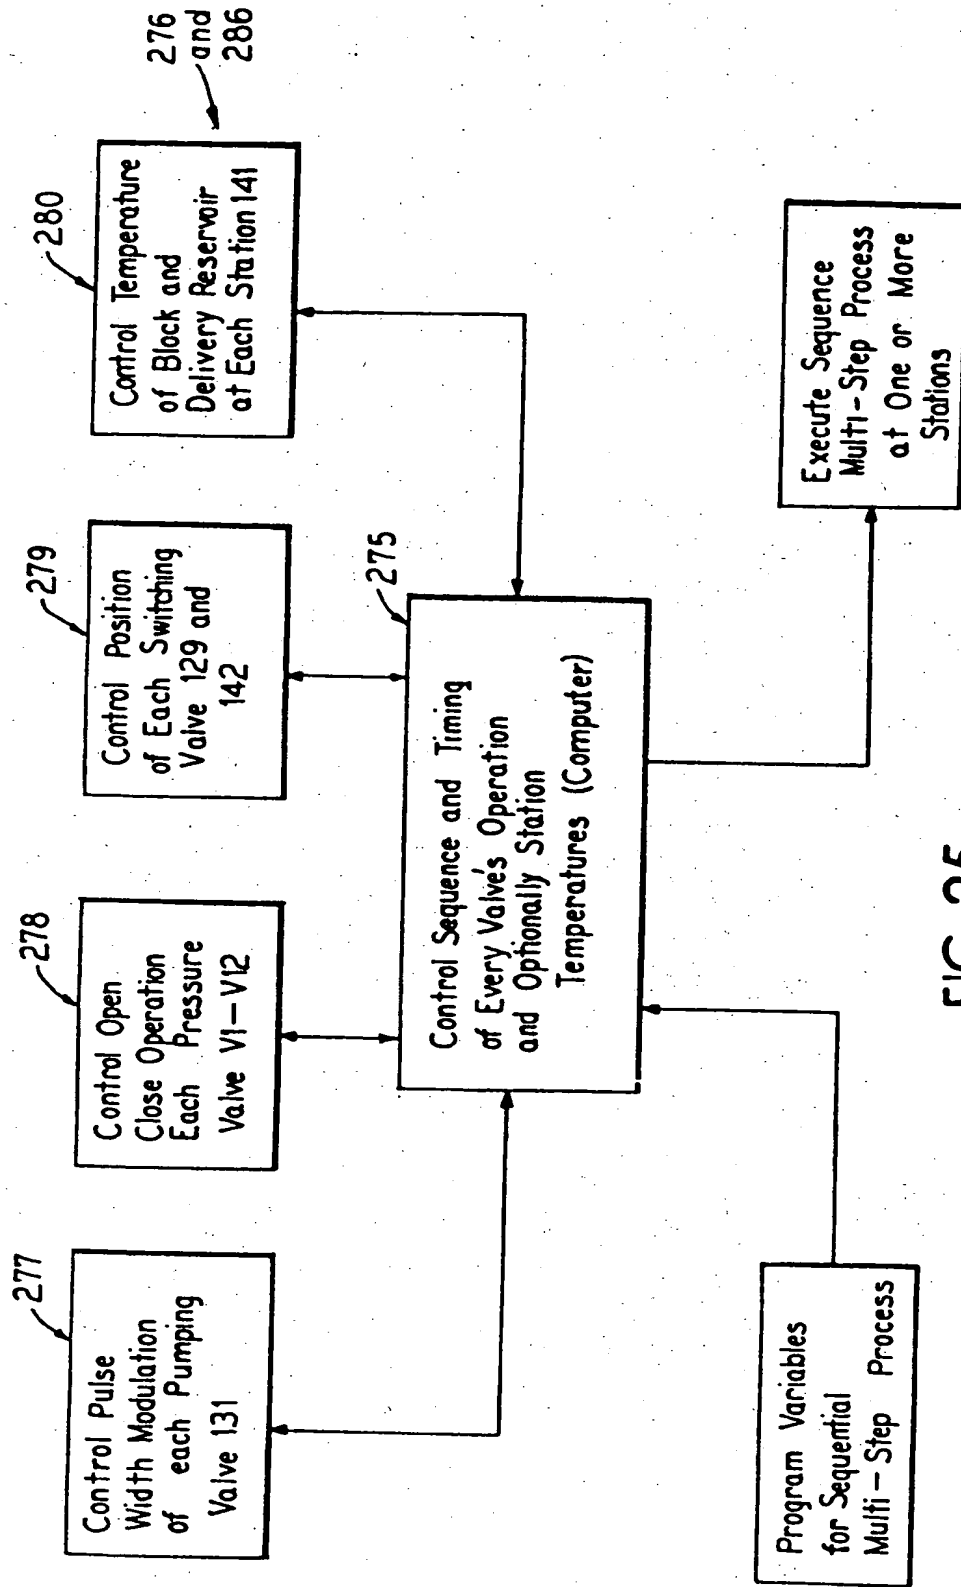 277
Control Pulse
Width Modulation
of each Pumping
Valve 131
278
Control Open
Close Operation
Each Pressure
Valve V1-V12
279
Control Position
of Each Switching
Valve 129 and
142
280
Control Temperature
of Block and
Delivery Reservoir
at Each Station 141
276
and
286
275
Control Sequence and Timing
of Every Valve's Operation
and Optionally Station
Temperatures (Computer)
Program Variables
for Sequential
Multi-Step Process
Execute Sequence
Multi-Step Process
at One or More
Stations